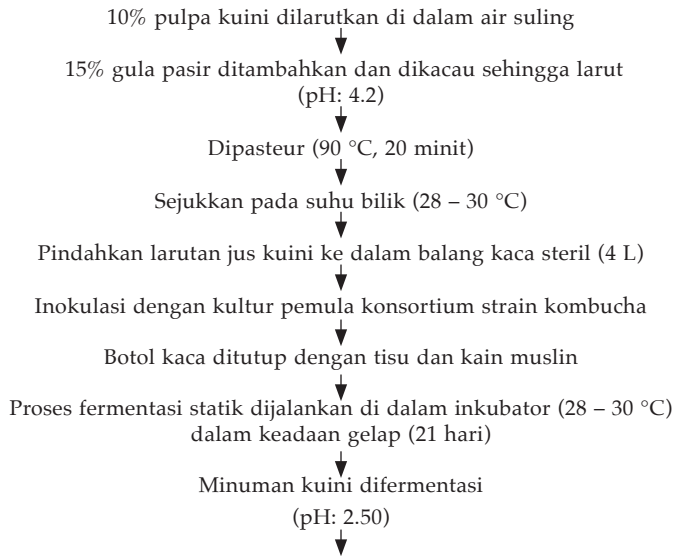 10% pulpa kuini dilarutkan di dalam air suling
15% gula pasir ditambahkan dan dikacau sehingga larut
(pH: 4.2)
Dipasteur (90 °C, 20 minit)
Sejukkan pada suhu bilik (28 – 30 °C)
Pindahkan larutan jus kuini ke dalam balang kaca steril (4 L)
Inokulasi dengan kultur pemula konsortium strain kombucha
Botol kaca ditutup dengan tisu dan kain muslin
Proses fermentasi statik dijalankan di dalam inkubator (28 – 30 °C)
dalam keadaan gelap (21 hari)
Minuman kuini difermentasi
(pH: 2.50)